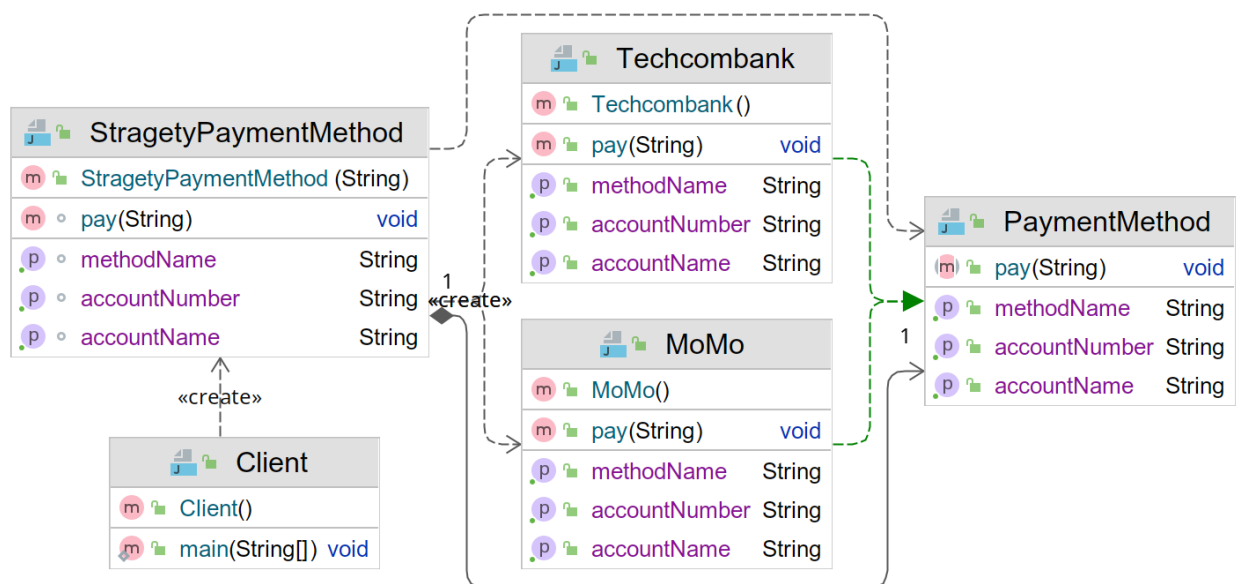 StragetyPaymentMethod
StragetyPaymentMethod (String)
pay(String) void
methodName String
accountNumber String
accountName String
1
«create»
«create»
Client
Client()
main(String[]) void
Techcombank
Techcombank()
pay(String) void
methodName String
accountNumber String
accountName String
MoMo
MoMo()
pay(String) void
methodName String
accountNumber String
accountName String
1
PaymentMethod
pay(String) void
methodName String
accountNumber String
accountName String